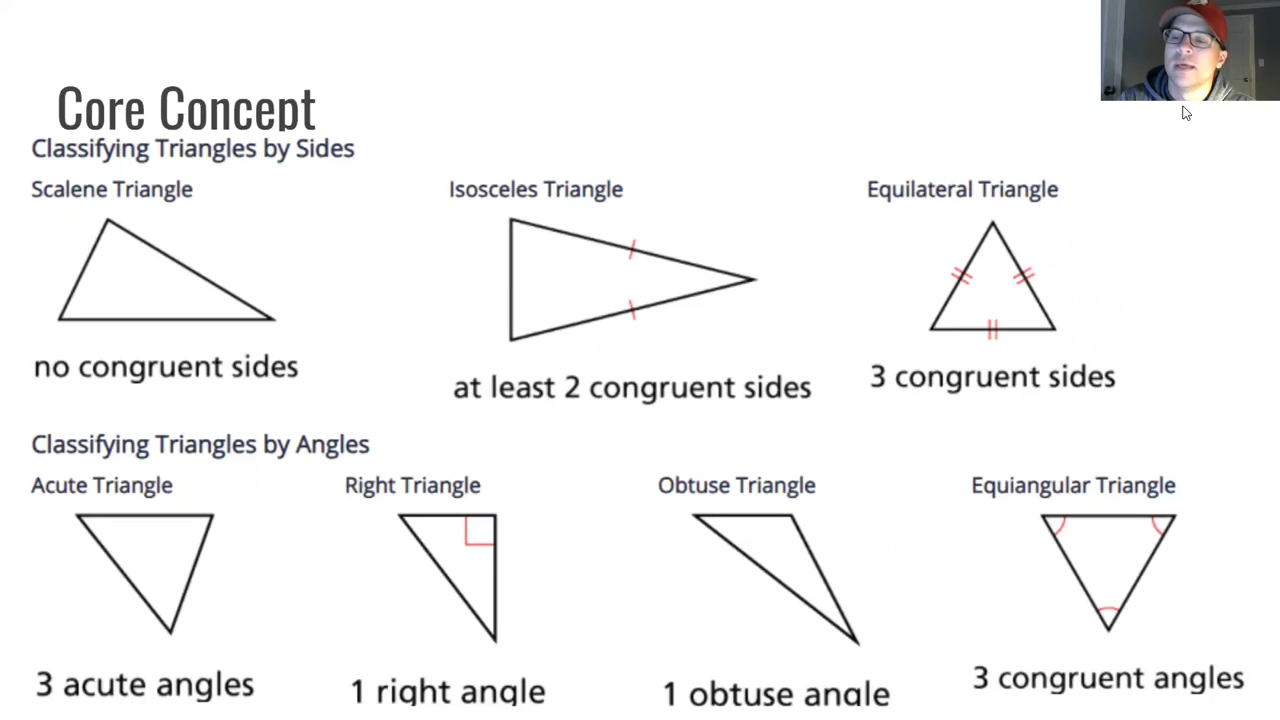 Core Concept
Classifying Triangles by Sides
Scalene Triangle
Isosceles Triangle
Equilateral Triangle
no congruent sides
at least 2 congruent sides
3 congruent sides
Classifying Triangles by Angles
Acute Triangle
Right Triangle
Obtuse Triangle
Equiangular Triangle
3 acute angles
1 right angle
1 obtuse angle
3 congruent angles